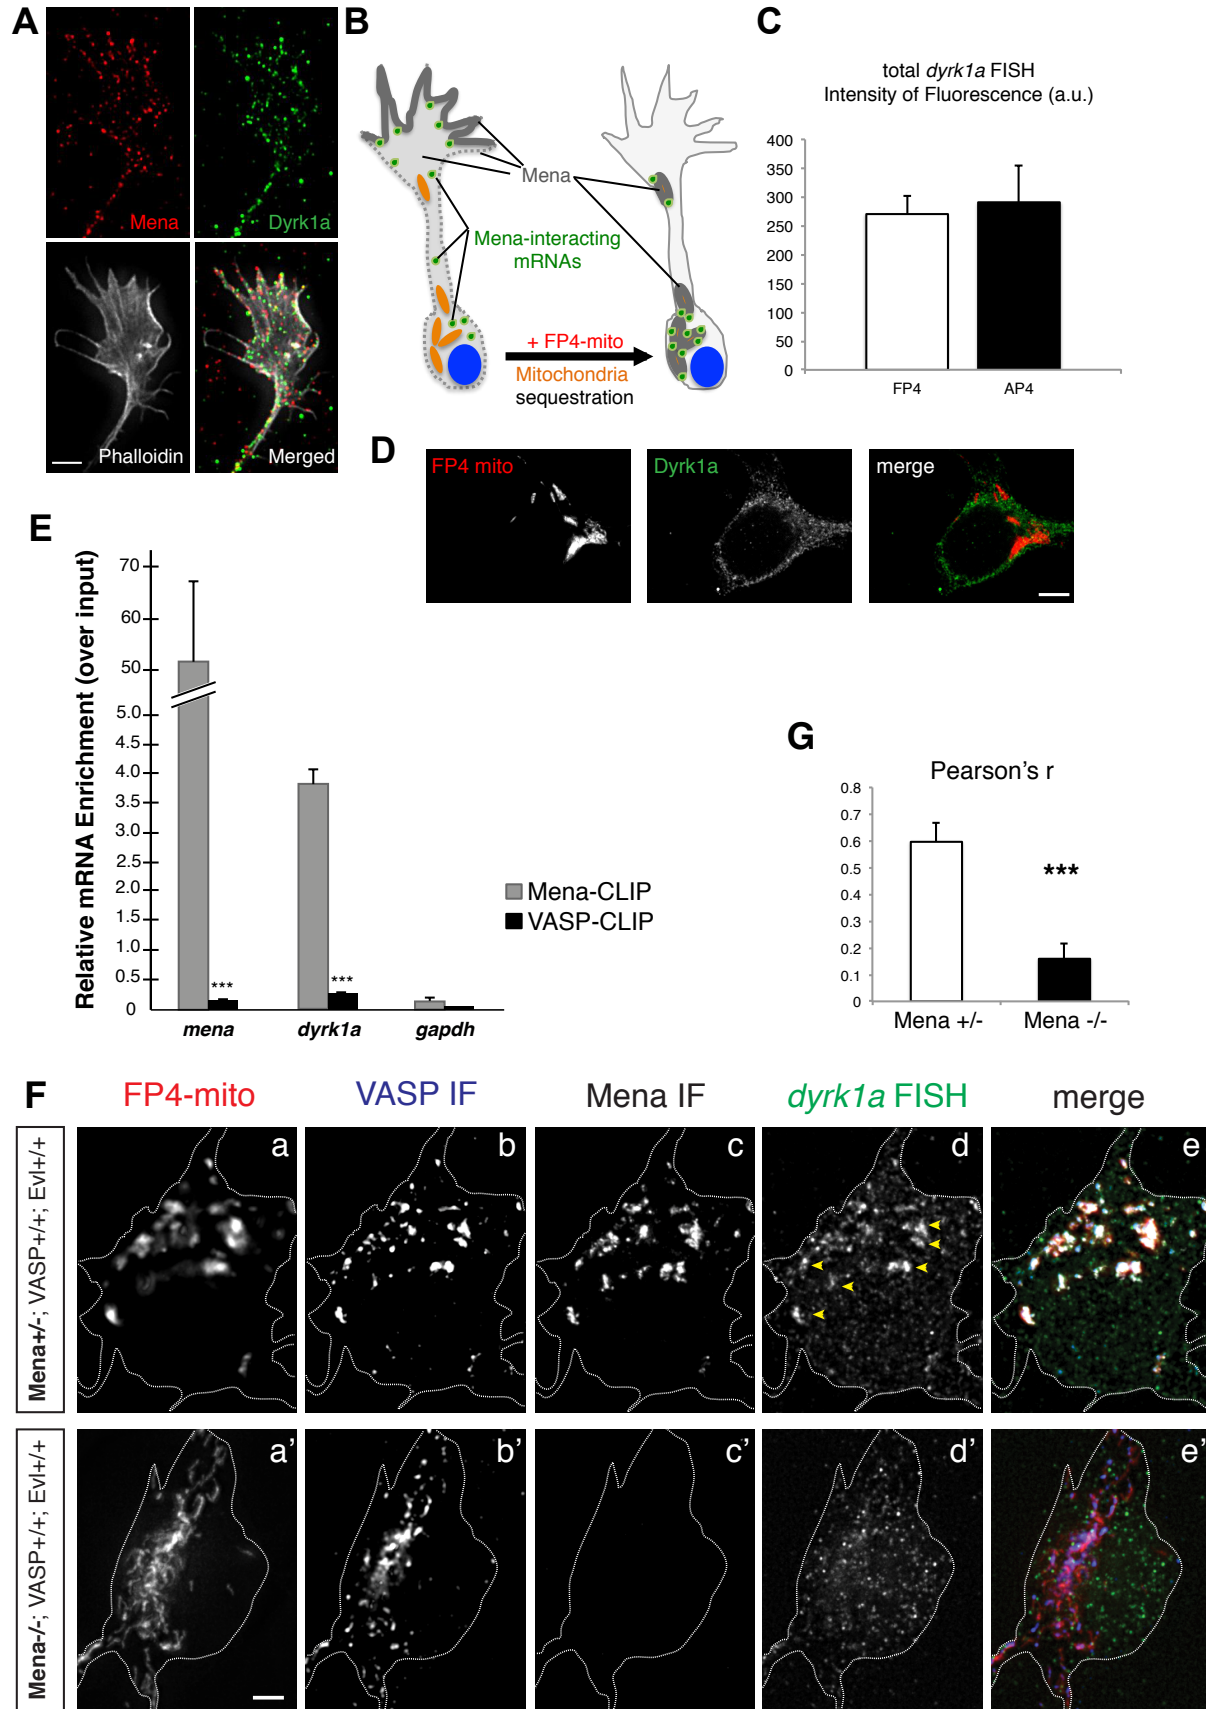 A
Mena
Dyrk1a
Phalloidin
Merged
B
Mena
Mena-interacting
mRNAs
+ FP4-mito
Mitochondria
sequestration
C
total dyrk1a FISH
Intensity of Fluorescence (a.u.)
400
350
300
250
200
150
100
50
0
FP4
AP4
D
FP4 mito
Dyrk1a
merge
E
Relative mRNA Enrichment (over input)
70
60
50
5.0
4.5
4.0
3.5
3.0
2.5
2.0
1.5
1.0
0.5
0
***
***
mena
dyrk1a
gapdh
Mena-CLIP
VASP-CLIP
G
Pearson's r
0.8
0.7
0.6
0.5
0.4
0.3
0.2
0.1
0
***
Mena +/-
Mena -/-
F
FP4-mito
VASP IF
Mena IF
dyrk1a FISH
merge
Mena+/-; VASP+/+; Evl+/+
a
b
c
d
e
Mena-/-; VASP+/+; Evl+/+
a'
b'
c'
d'
e'